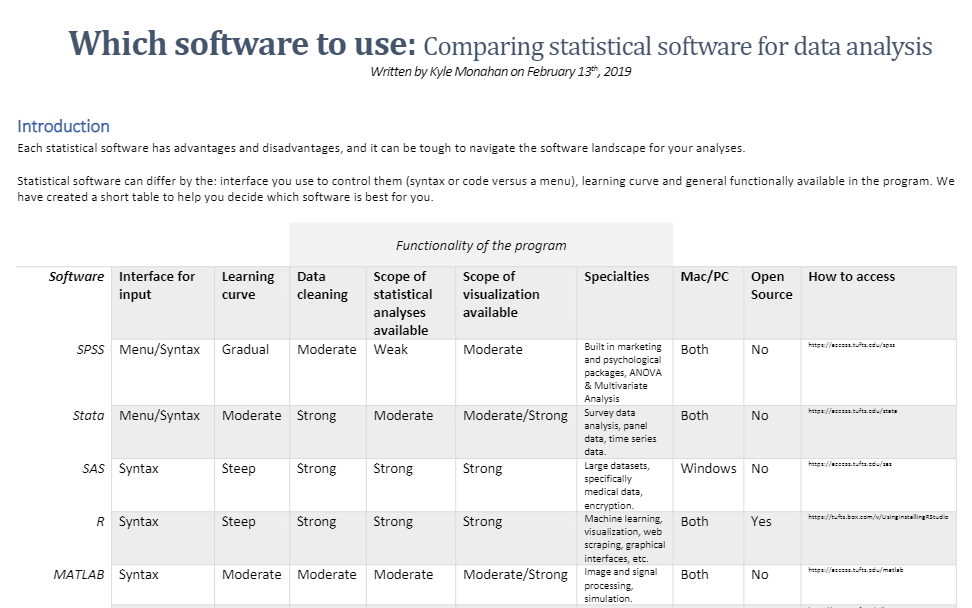 Which software to use: Comparing statistical software for data analysis
Written by Kyle Monahan on February 13th, 2019
Introduction
Each statistical software has advantages and disadvantages, and it can be tough to navigate the software landscape for your analyses.
Statistical software can differ by the: interface you use to control them (syntax or code versus a menu), learning curve and general functionally available in the program. We
have created a short table to help you decide which software is best for you.
Functionality of the program
Software Interface for input Learning curve Data cleaning Scope of statistical analyses available Scope of visualization available Specialties Mac/PC Open Source How to access
SPSS Menu/Syntax Gradual Moderate Weak Moderate Built in marketing and psychological packages, ANOVA & Multivariate Analysis Both No https://access.tufts.edu/spss
Stata Menu/Syntax Moderate Strong Moderate Moderate/Strong Survey data analysis, panel data, time series data. Both No https://access.tufts.edu/stata
SAS Syntax Steep Strong Strong Strong Large datasets, specifically medical data, encryption. Windows No https://access.tufts.edu/sas
R Syntax Steep Strong Strong Strong Machine learning, visualization, web scraping, graphical interfaces, etc. Both Yes https://tufts.box.com/v/UsingInstallingRStudio
MATLAB Syntax Moderate Moderate Moderate Moderate/Strong Image and signal processing, simulation. Both No https://access.tufts.edu/matlab